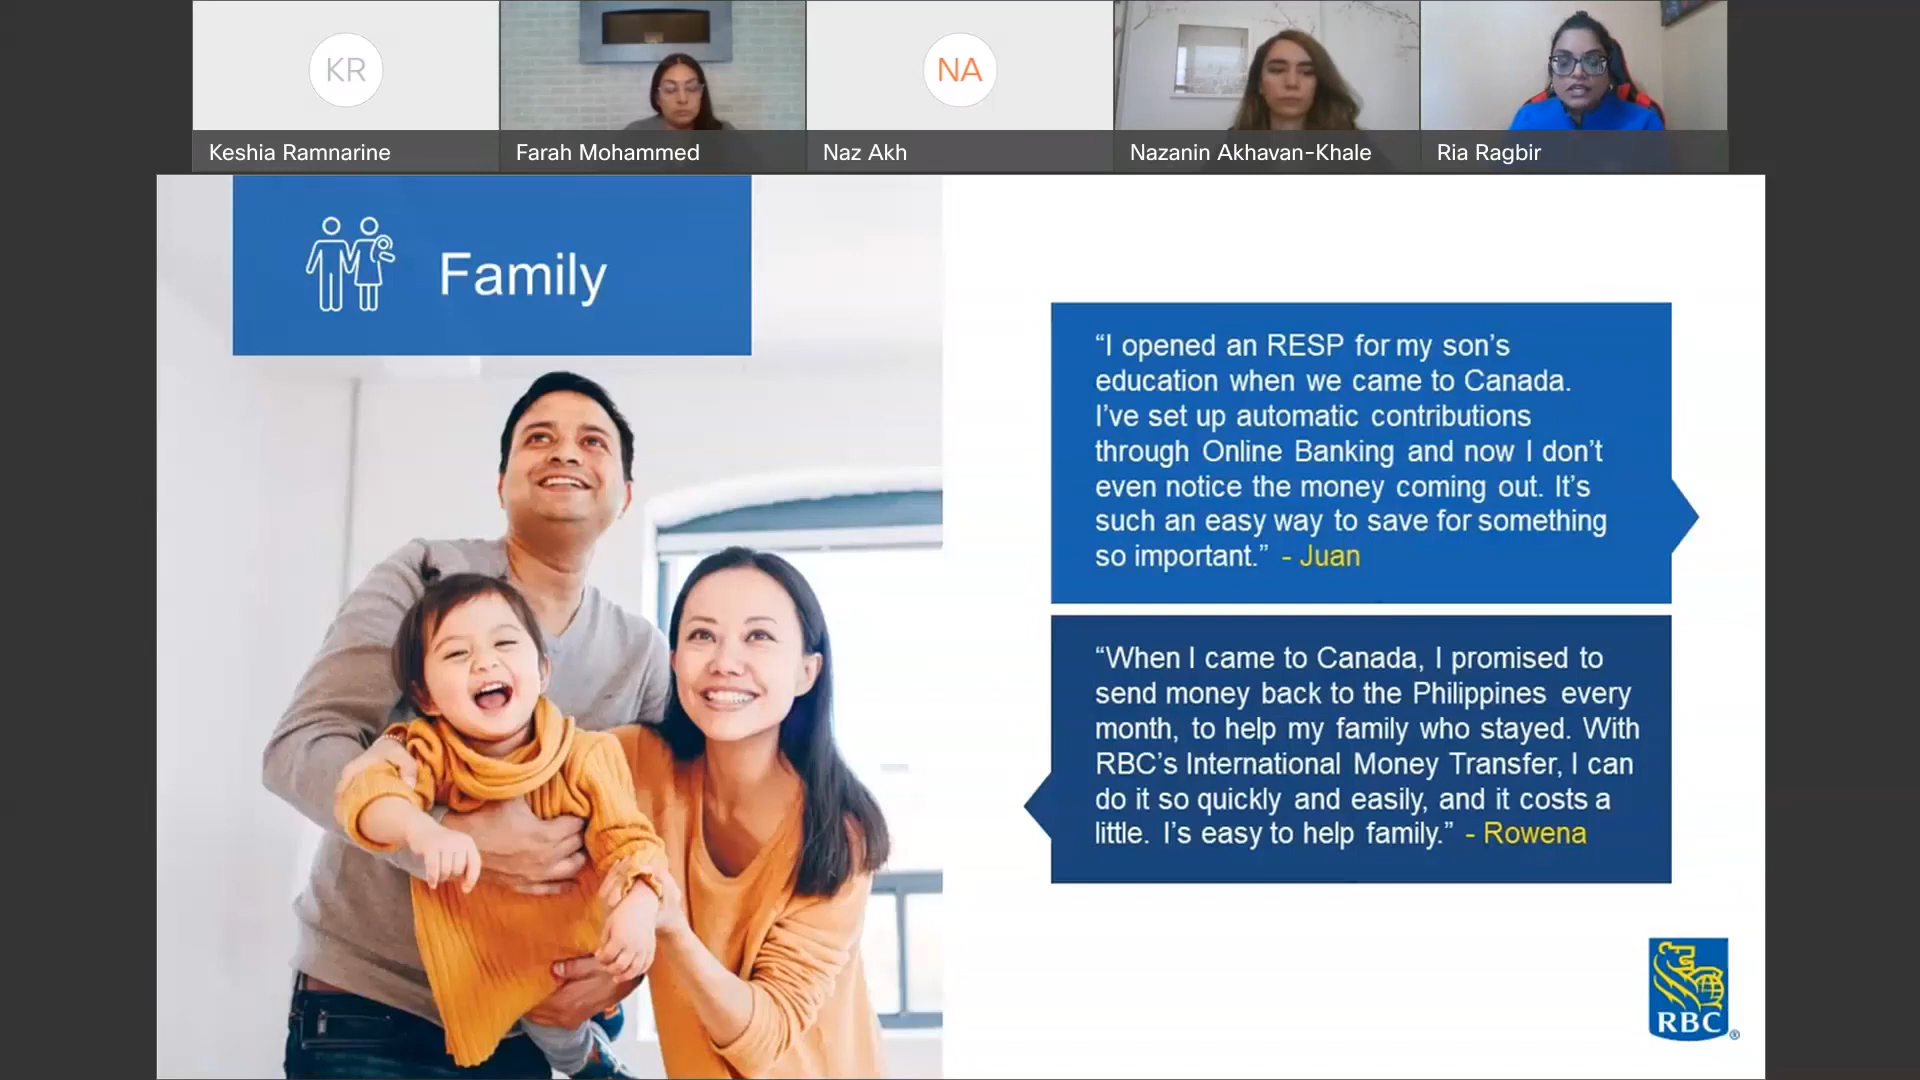 KR
NA
Keshia Ramnarine
Farah Mohammed
Naz Akh
Nazanin Akhavan-Khale
Ria Ragbir
Family
“I opened an RESP for my son’s
education when we came to Canada.
I’ve set up automatic contributions
through Online Banking and now I don’t
even notice the money coming out. It’s
such an easy way to save for something
so important.” - Juan
“When I came to Canada, I promised to
send money back to the Philippines every
month, to help my family who stayed. With
RBC’s International Money Transfer, I can
do it so quickly and easily, and it costs a
little. I’s easy to help family.” - Rowena
RBC®